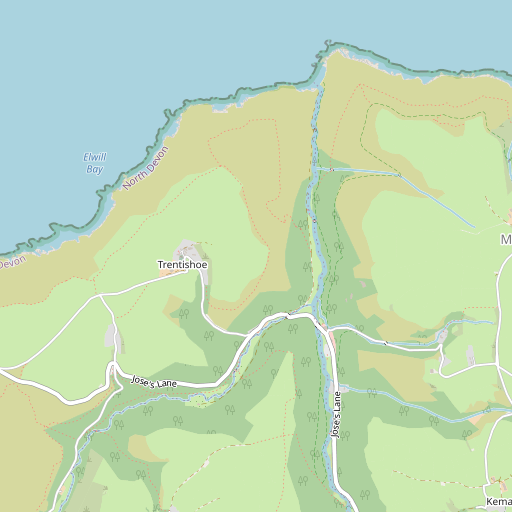 Elwill
Bay
North Devon
Devon
Trentishoe
M
Jose's Lane
Jose's Lane
Kema